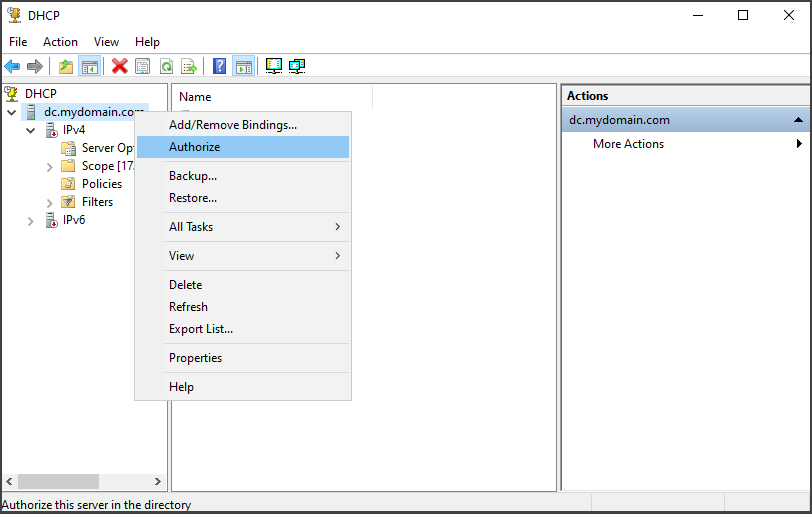 DHCP
File Action View Help
DHCP
dc.mydomain.com
IPv4
Server Opt
Scope [172
Policies
Filters
IPv6
Name
Add/Remove Bindings...
Authorize
Backup...
Restore...
All Tasks
View
Delete
Refresh
Export List...
Properties
Help
Actions
dc.mydomain.com
More Actions
Authorize this server in the directory